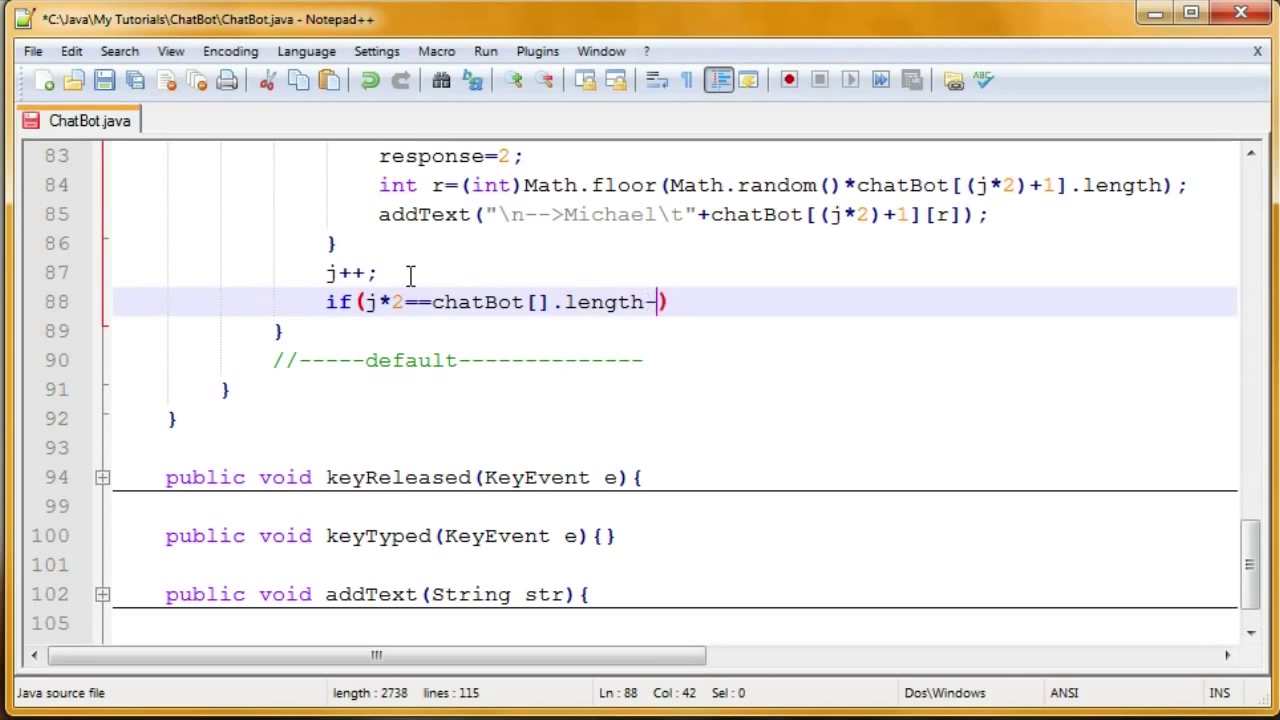 *C:\Java\My Tutorials\ChatBot\ChatBot.java - Notepad++
File Edit Search View Encoding Language Settings Macro Run Plugins Window ? X
ABC
ChatBot.java
83 response=2;
84 int r=(int)Math.floor(Math.random()*chatBot[(j*2)+1].length);
85 addText("\n-->Michael\t"+chatBot[(j*2)+1][r]);
86 }
87 j++;
88 if(j*2==chatBot[].length-)
89 }
90 //-----default--------------
91 }
92 }
93
94 public void keyReleased(KeyEvent e){
99
100 public void keyTyped(KeyEvent e){}
101
102 public void addText(String str){
105
Java source file length : 2738 lines : 115 Ln : 88 Col : 42 Sel : 0 Dos\Windows ANSI INS